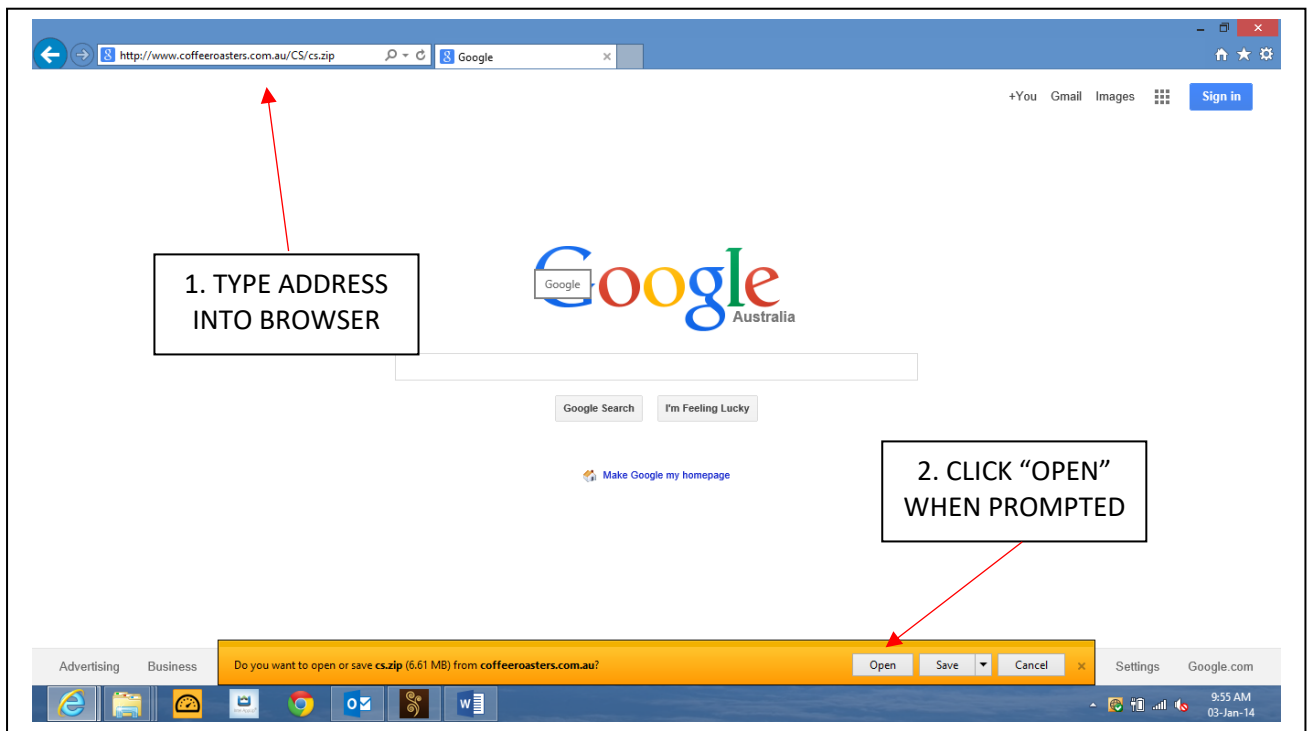 http://www.coffeeroasters.com.au/CS/cs.zip
Google
+You Gmail Images Sign in
1. TYPE ADDRESS
INTO BROWSER
Google
Google
Australia
Google Search I'm Feeling Lucky
Make Google my homepage
2. CLICK “OPEN”
WHEN PROMPTED
Advertising Business Do you want to open or save cs.zip (6.61 MB) from coffeeroasters.com.au? Open Save Cancel Settings Google.com
9:55 AM
03-Jan-14